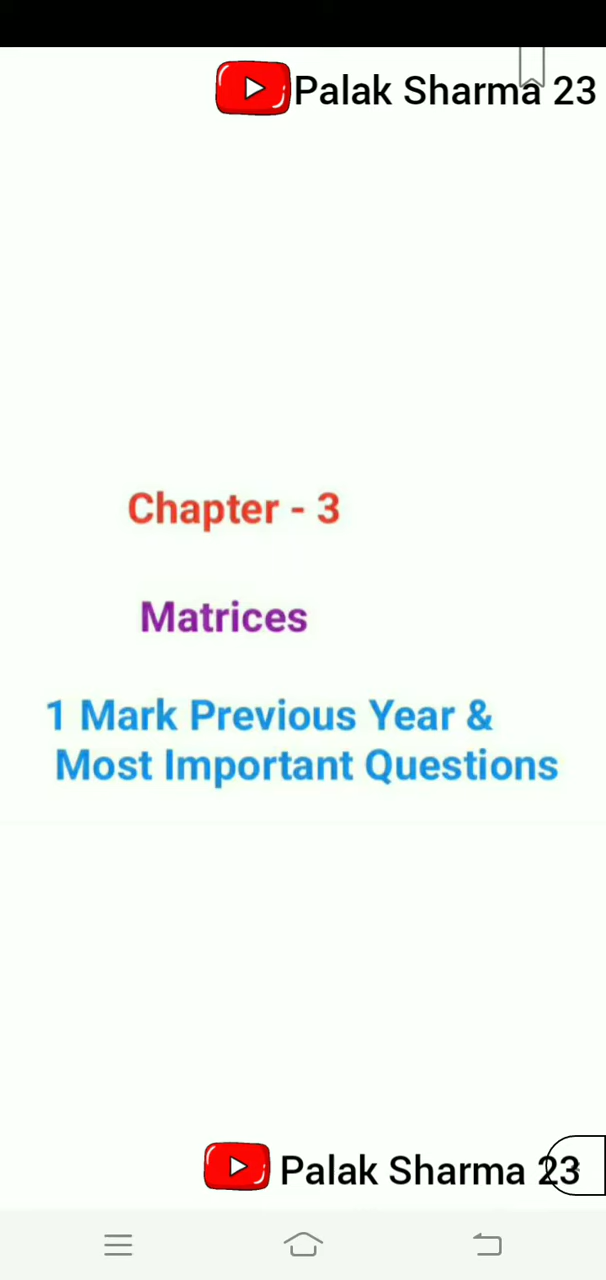 Palak Sharma 23
Chapter - 3
Matrices
1 Mark Previous Year &
Most Important Questions
Palak Sharma 23